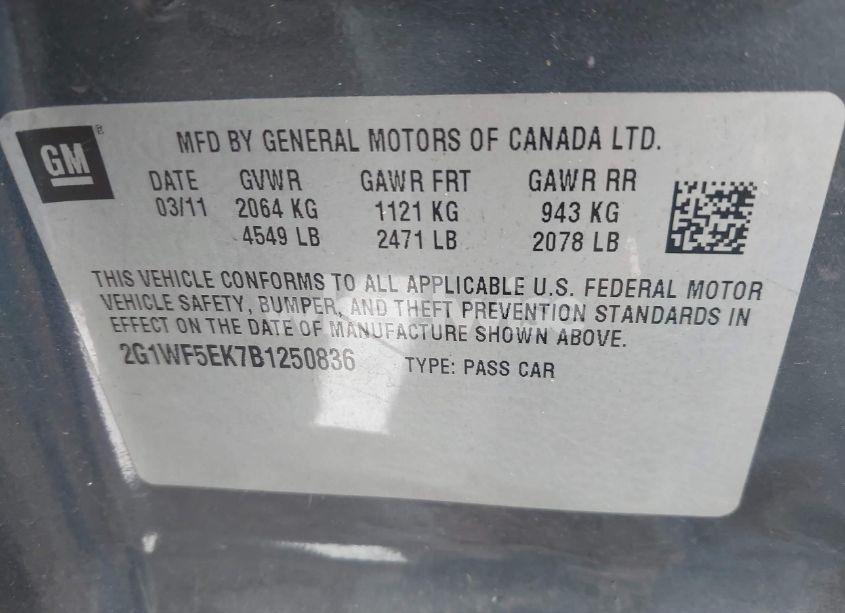 GM®
MFD BY GENERAL MOTORS OF CANADA LTD.
DATE GVWR GAWR FRT GAWR RR
03/11 2064 KG 1121 KG 943 KG
4549 LB 2471 LB 2078 LB
THIS VEHICLE CONFORMS TO ALL APPLICABLE U.S. FEDERAL MOTOR
VEHICLE SAFETY, BUMPER, AND THEFT PREVENTION STANDARDS IN
EFFECT ON THE DATE OF MANUFACTURE SHOWN ABOVE.
2G1WF5EK7B1250836 TYPE: PASS CAR